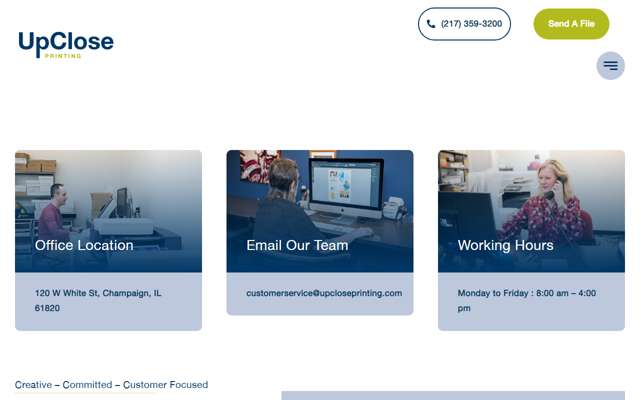 (217) 359-3200
Send A File
UpClose
PRINTING
Office Location
120 W White St, Champaign, IL
61820
Email Our Team
customerservice@upcloseprinting.com
Working Hours
Monday to Friday : 8:00 am – 4:00
pm
Creative – Committed – Customer Focused